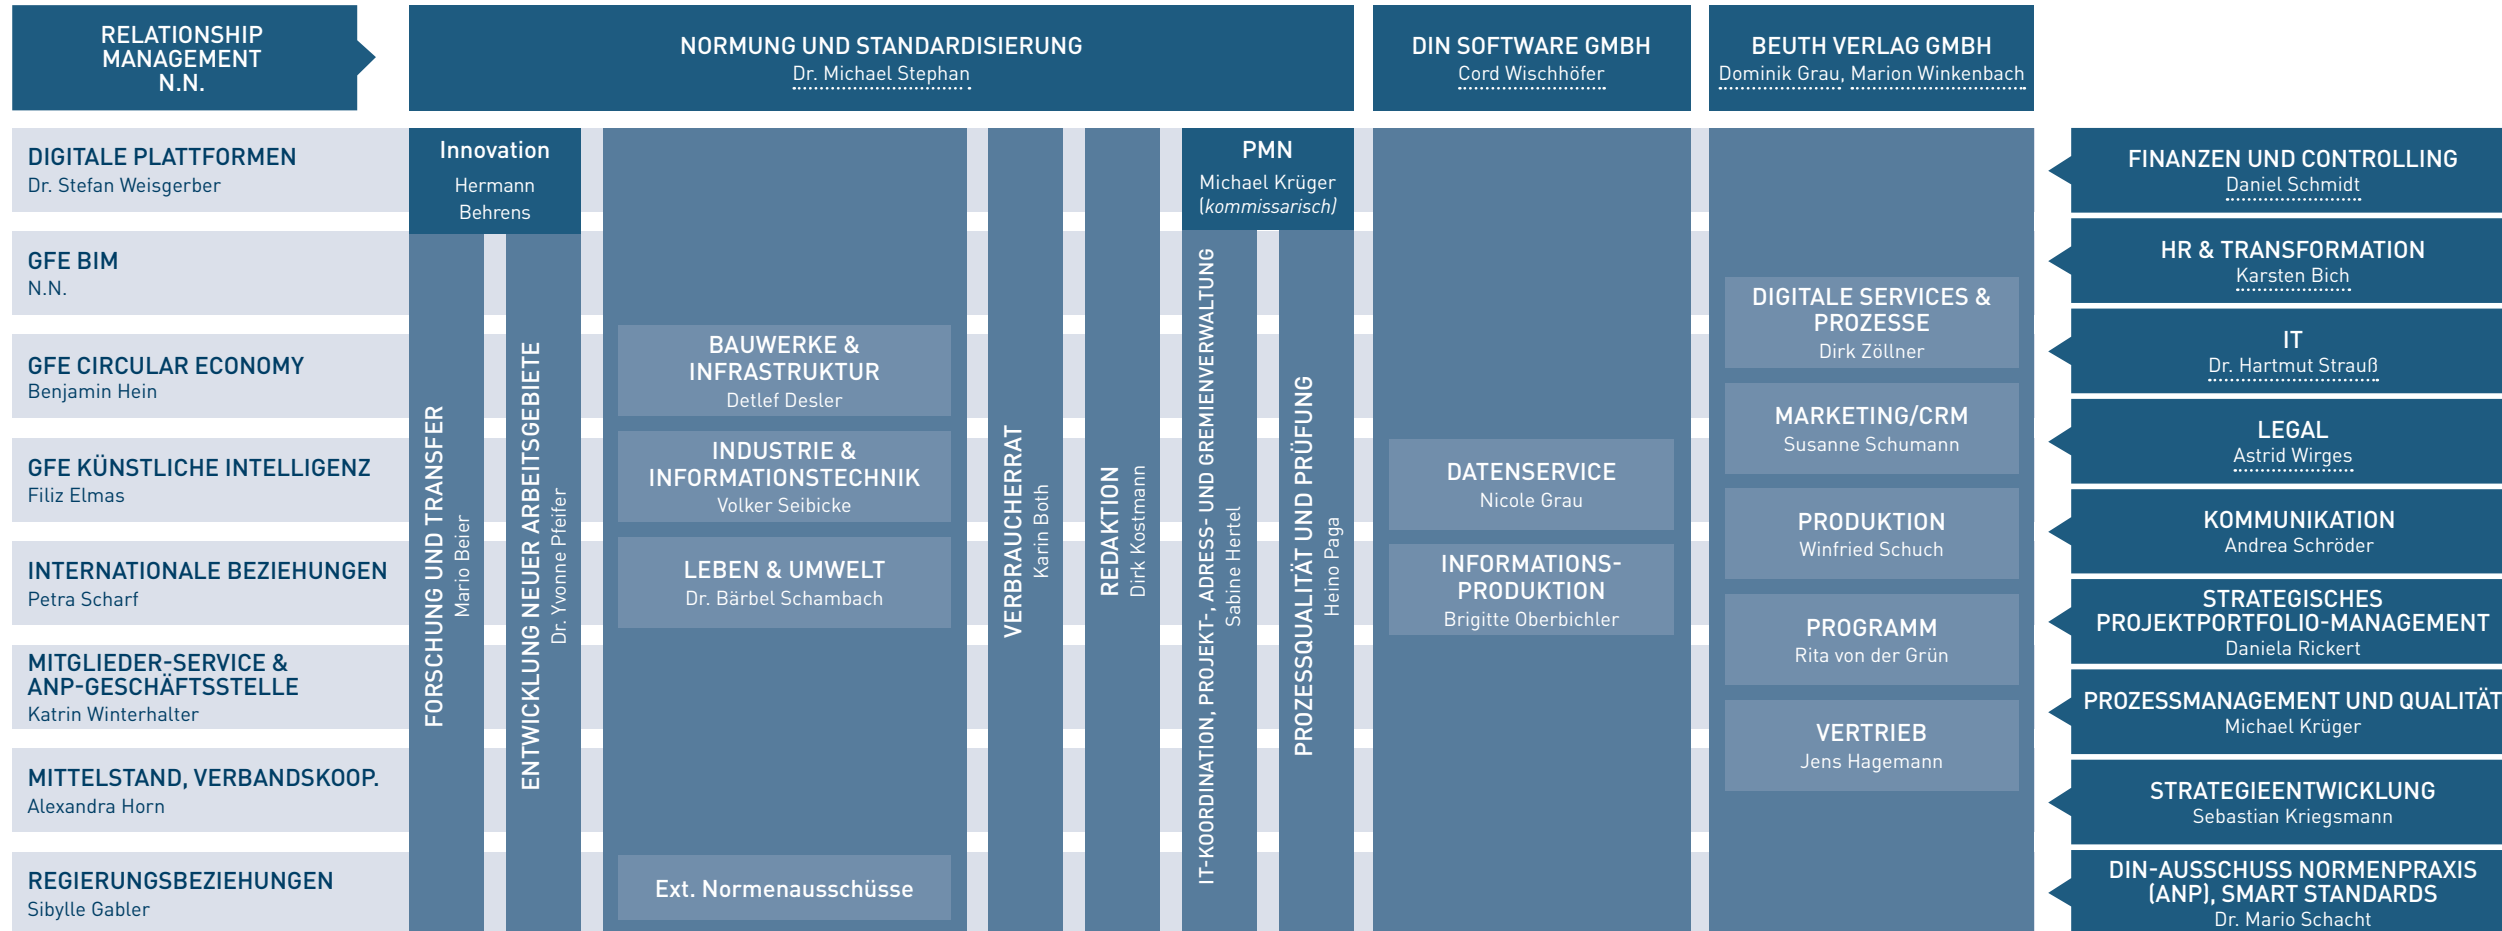 RELATIONSHIP
MANAGEMENT
N.N.
NORMUNG UND STANDARDISIERUNG
Dr. Michael Stephan
DIN SOFTWARE GMBH
Cord Wischhöfer
BEUTH VERLAG GMBH
Dominik Grau, Marion Winkenbach
DIGITALE PLATTFORMEN
Dr. Stefan Weisgerber
GFE BIM
N.N.
GFE CIRCULAR ECONOMY
Benjamin Hein
GFE KÜNSTLICHE INTELLIGENZ
Filiz Elmas
INTERNATIONALE BEZIEHUNGEN
Petra Scharf
MITGLIEDER-SERVICE &
ANP-GESCHÄFTSSTELLE
Katrin Winterhalter
MITTELSTAND, VERBANDSKOOP.
Alexandra Horn
REGIERUNGSBEZIEHUNGEN
Sibylle Gabler
Innovation
Hermann
Behrens
FORSCHUNG UND TRANSFER
Mario Beier
ENTWICKLUNG NEUER ARBEITSGEBIETE
Dr. Yvonne Pfeifer
BAUWERKE &
INFRASTRUKTUR
Detlef Desler
INDUSTRIE &
INFORMATIONSTECHNIK
Volker Seibicke
LEBEN & UMWELT
Dr. Bärbel Schambach
Ext. Normenausschüsse
VERBRAUCHERRAT
Karin Both
REDAKTION
Dirk Kostmann
PMN
Michael Krüger
(kommissarisch)
IT-KOORDINATION, PROJEKT-, ADRESS- UND GREMIENVERWALTUNG
Sabine Hertel
PROZESSQUALITÄT UND PRÜFUNG
Heino Paga
DATENSERVICE
Nicole Grau
INFORMATIONS-
PRODUKTION
Brigitte Oberbichler
DIGITALE SERVICES &
PROZESSE
Dirk Zöllner
MARKETING/CRM
Susanne Schumann
PRODUKTION
Winfried Schuch
PROGRAMM
Rita von der Grün
VERTRIEB
Jens Hagemann
FINANZEN UND CONTROLLING
Daniel Schmidt
HR & TRANSFORMATION
Karsten Bich
IT
Dr. Hartmut Strauß
LEGAL
Astrid Wirges
KOMMUNIKATION
Andrea Schröder
STRATEGISCHES
PROJEKTPORTFOLIO-MANAGEMENT
Daniela Rickert
PROZESSMANAGEMENT UND QUALITÄT
Michael Krüger
STRATEGIEENTWICKLUNG
Sebastian Kriegsmann
DIN-AUSSCHUSS NORMENPRAXIS
(ANP), SMART STANDARDS
Dr. Mario Schacht